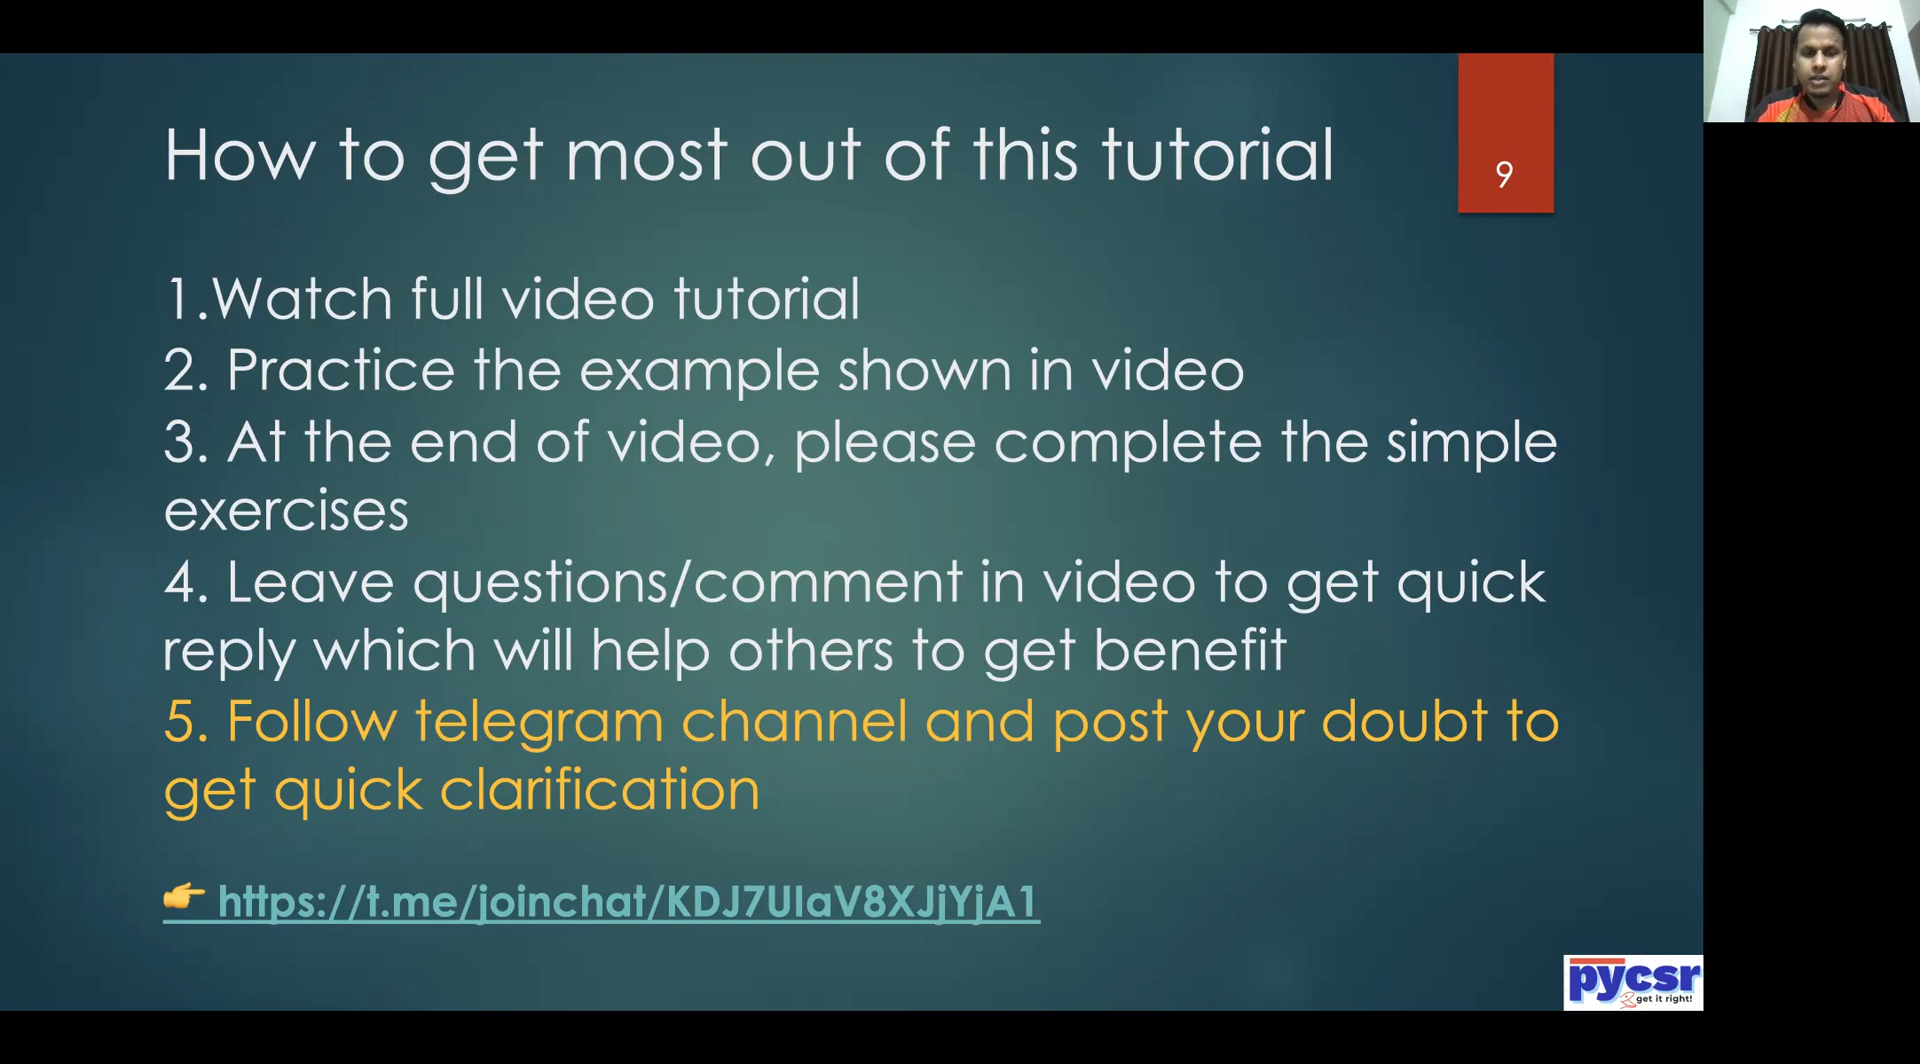 How to get most out of this tutorial
9
1.Watch full video tutorial
2. Practice the example shown in video
3. At the end of video, please complete the simple
exercises
4. Leave questions/comment in video to get quick
reply which will help others to get benefit
5. Follow telegram channel and post your doubt to
get quick clarification
👉 https://t.me/joinchat/KDJ7UIaV8XJjYjA1
pycsr
get it right!